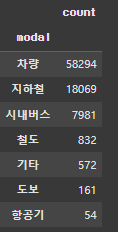 count
modal
차량 58294
지하철 18069
시내버스 7981
철도 832
기타 572
도보 161
항공기 54